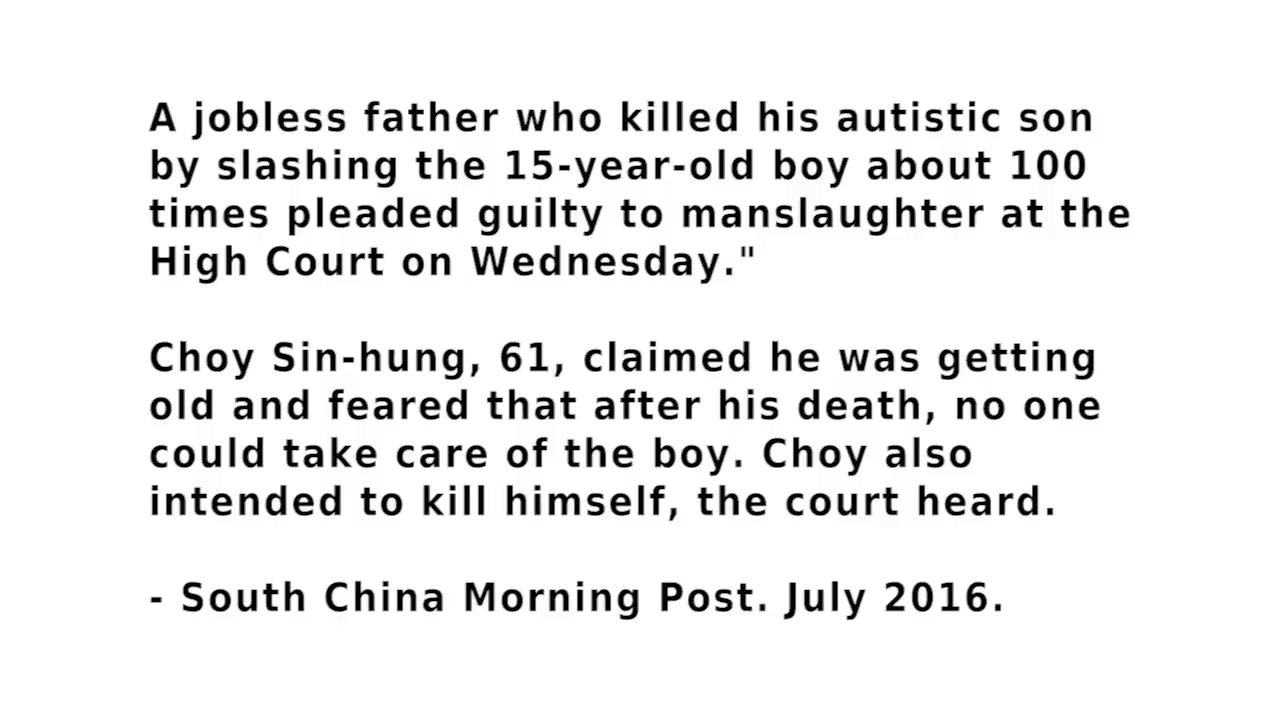 A jobless father who killed his autistic son
by slashing the 15-year-old boy about 100
times pleaded guilty to manslaughter at the
High Court on Wednesday."
Choy Sin-hung, 61, claimed he was getting
old and feared that after his death, no one
could take care of the boy. Choy also
intended to kill himself, the court heard.
- South China Morning Post. July 2016.